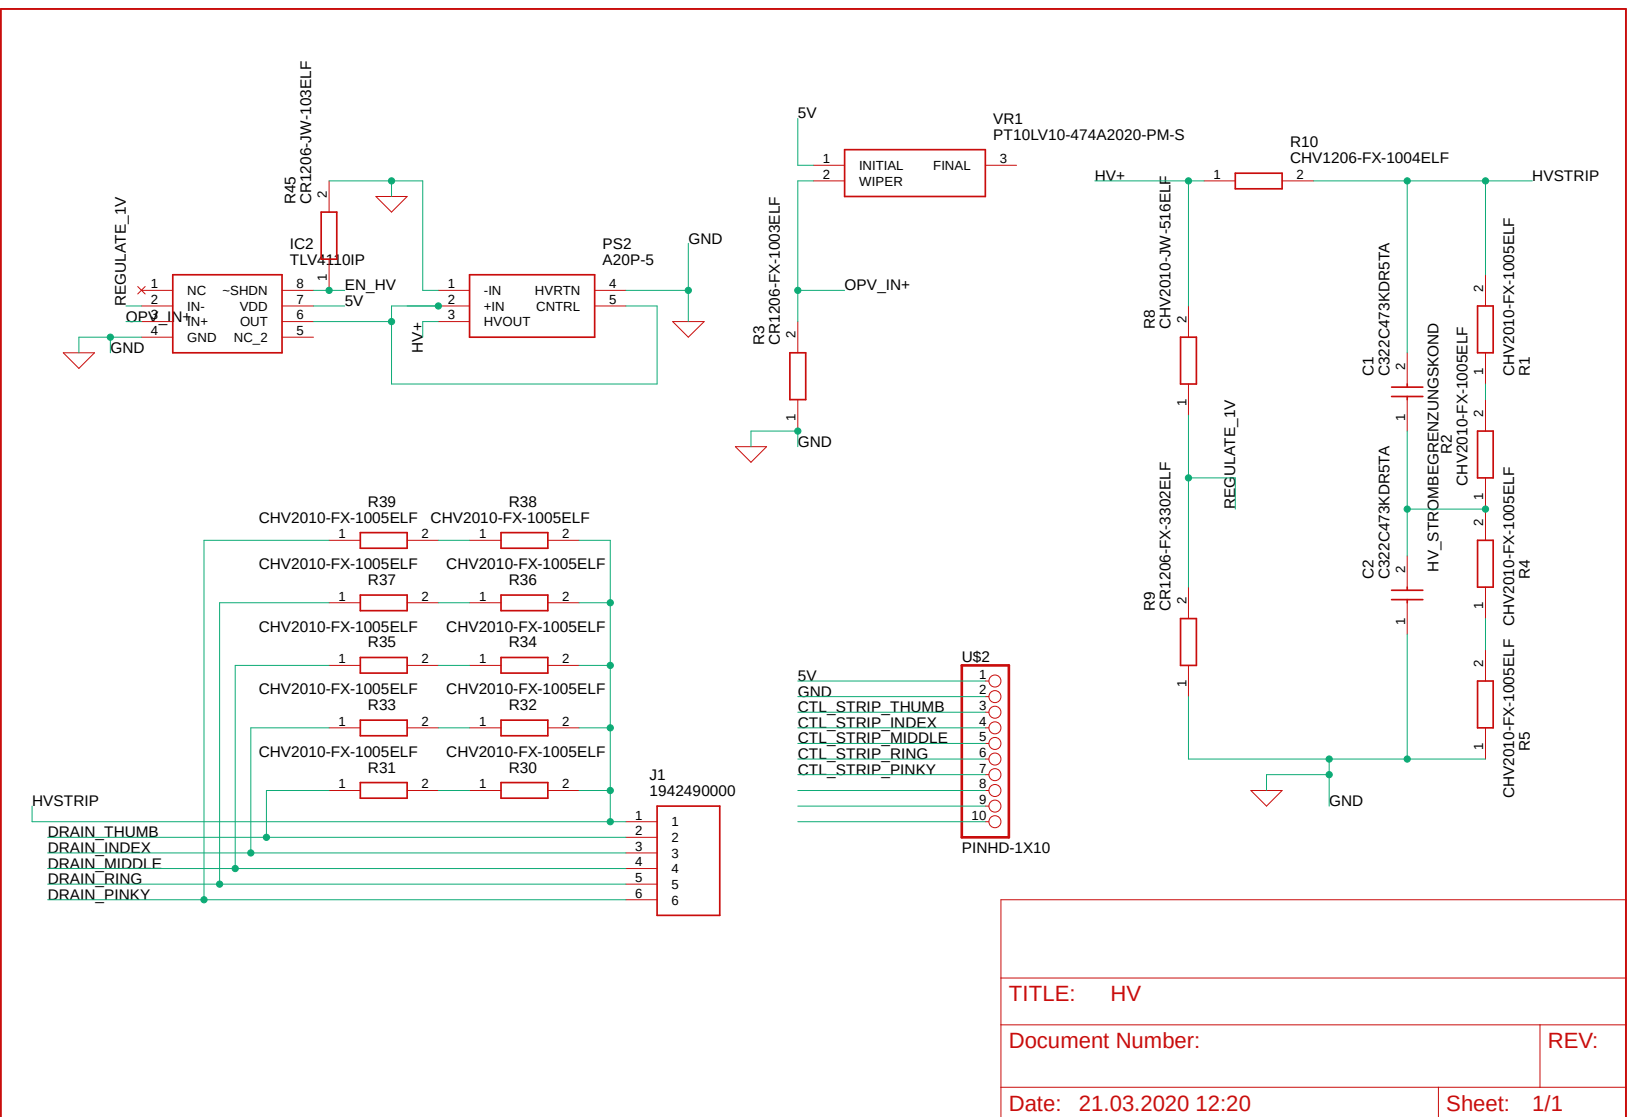 R45
CR1206-JW-103ELF
2
1
REGULATE_1V
IC2
TLV4110IP
1 NC ~SHDN 8
2 IN- VDD 7
3 IN+ OUT 6
4 GND NC_2 5
OPV_IN+
GND
EN_HV
5V
PS2
A20P-5
1 -IN HVRTN 4
2 +IN CNTRL 5
3 HVOUT
HV+
GND
5V
VR1
PT10LV10-474A2020-PM-S
1 INITIAL FINAL 3
2 WIPER
R3
CR1206-FX-1003ELF
2
1
OPV_IN+
GND
HV+
R10
CHV1206-FX-1004ELF
1 2
HVSTRIP
R8
CHV2010-JW-516ELF
2
1
REGULATE_1V
R9
CR1206-FX-3302ELF
2
1
C1
C322C473KDR5TA
2
1
C2
C322C473KDR5TA
2
1
HV_STROMBEGRENZUNGSKOND
CHV2010-FX-1005ELF
R1
2
1
R2
CHV2010-FX-1005ELF
2
1
CHV2010-FX-1005ELF
R4
2
1
CHV2010-FX-1005ELF
R5
2
1
GND
R39 R38
CHV2010-FX-1005ELF CHV2010-FX-1005ELF
1 2 1 2
CHV2010-FX-1005ELF CHV2010-FX-1005ELF
R37 R36
1 2 1 2
CHV2010-FX-1005ELF CHV2010-FX-1005ELF
R35 R34
1 2 1 2
CHV2010-FX-1005ELF CHV2010-FX-1005ELF
R33 R32
1 2 1 2
CHV2010-FX-1005ELF CHV2010-FX-1005ELF
R31 R30
1 2 1 2
J1
1942490000
HVSTRIP 1 1
DRAIN_THUMB 2 2
DRAIN_INDEX 3 3
DRAIN_MIDDLE 4 4
DRAIN_RING 5 5
DRAIN_PINKY 6 6
U$2
5V 1
GND 2
CTL_STRIP_THUMB 3
CTL_STRIP_INDEX 4
CTL_STRIP_MIDDLE 5
CTL_STRIP_RING 6
CTL_STRIP_PINKY 7
8
9
10
PINHD-1X10
TITLE: HV
Document Number: REV:
Date: 21.03.2020 12:20 Sheet: 1/1